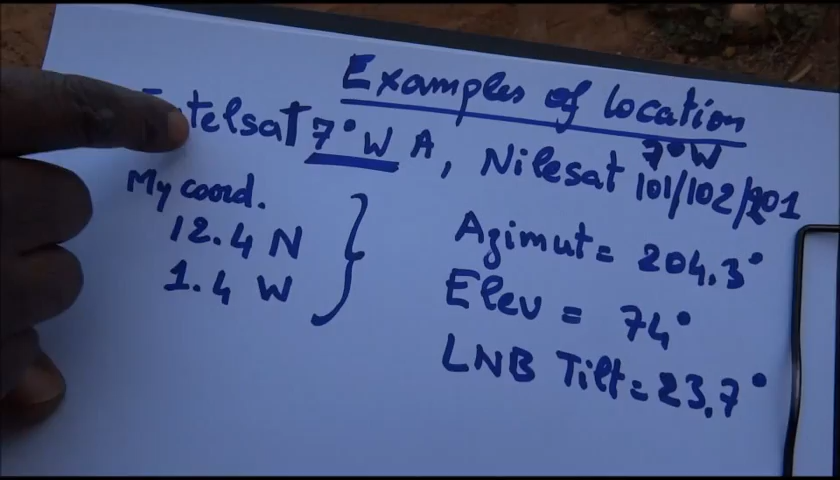 Examples of location
Eutelsat 7°W A, Nilesat 101/102/201
7°W
My coord.
12.4 N
1.4 W
Azimut = 204.3°
Elev = 74°
LNB Tilt = 23,7°